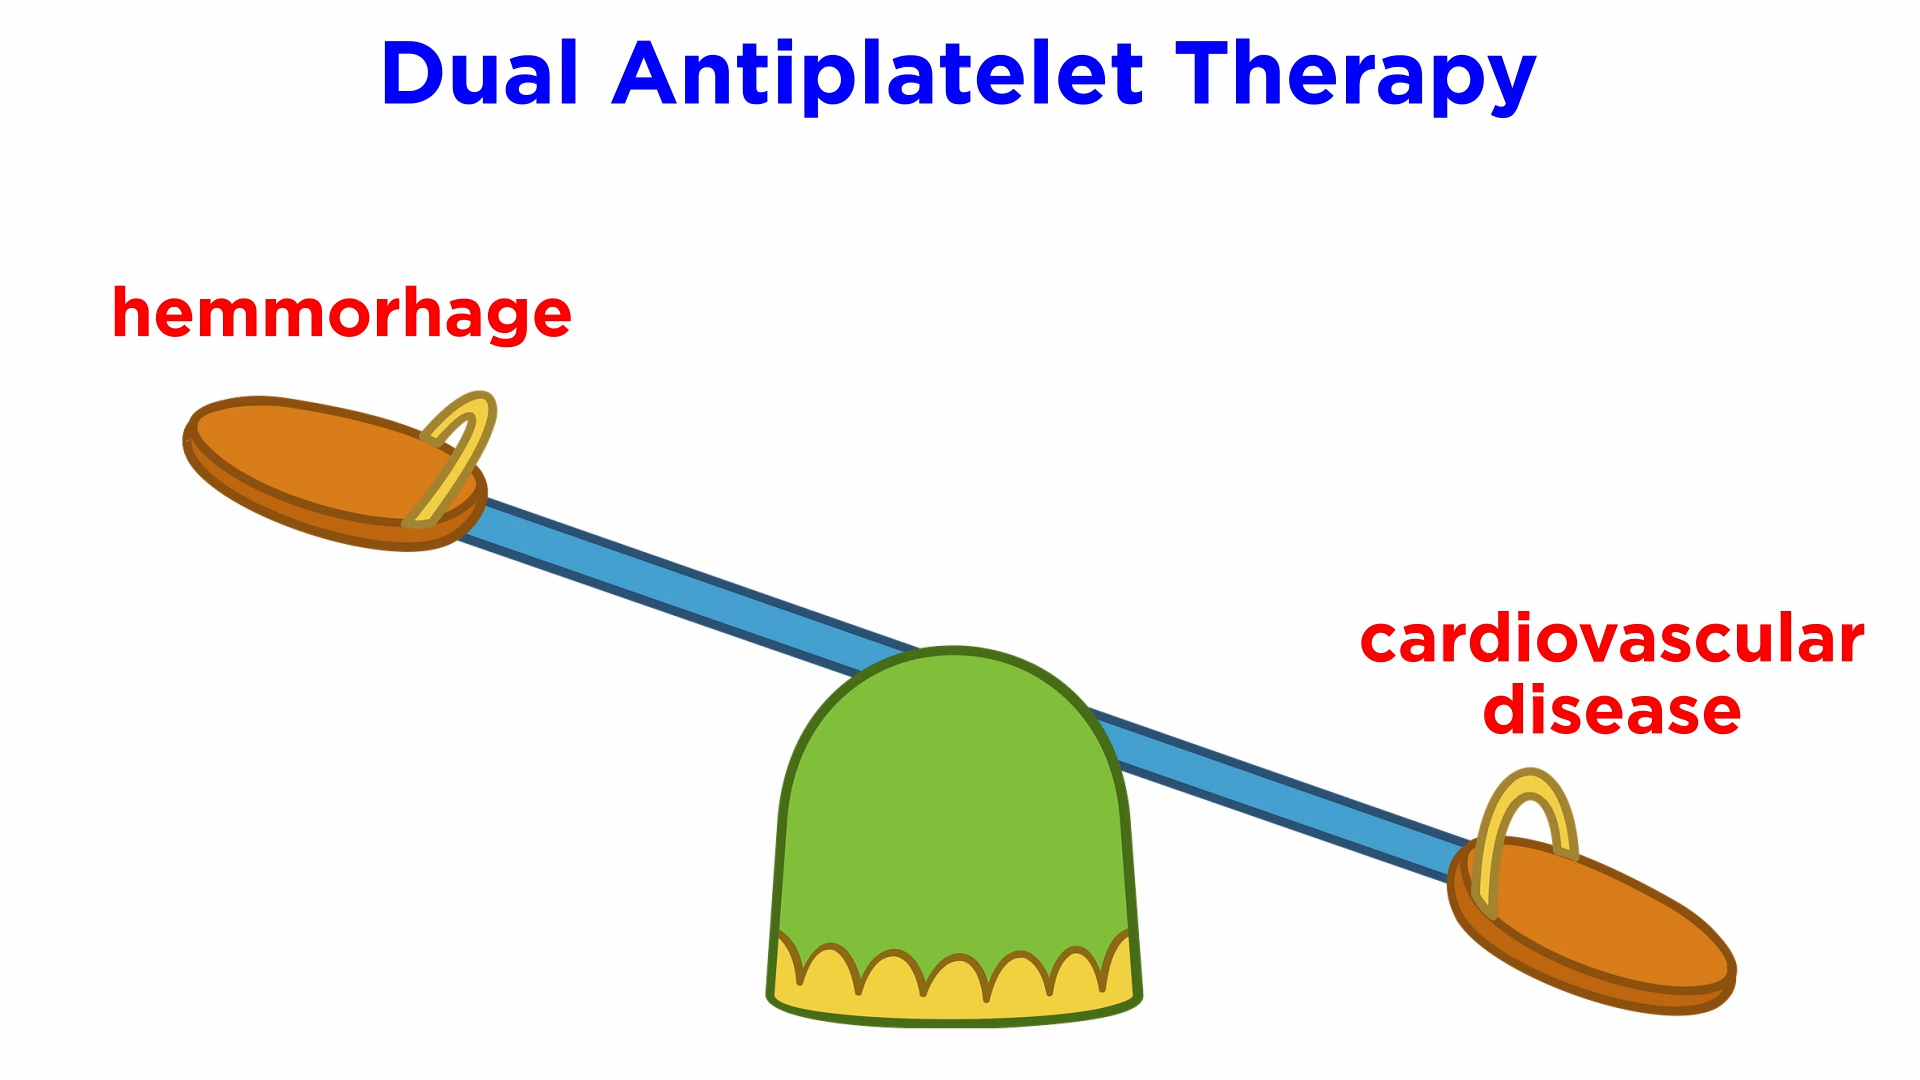 Dual Antiplatelet Therapy
hemmorhage
cardiovascular
disease